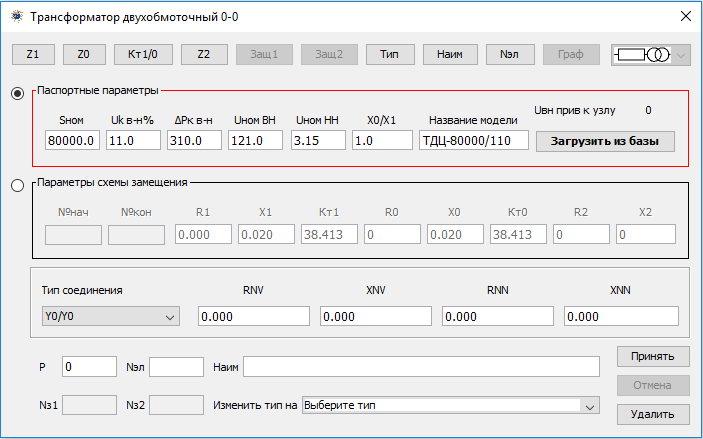 Трансформатор двухобмоточный 0-0
Z1 Z0 Кт1/0 Z2 Защ1 Защ2 Тип Наим Nэл Граф
Паспортные параметры
Sном Uk в-н% ΔРк в-н Uном ВН Uном НН X0/X1 Название модели Uвн прив к узлу 0
80000.0 11.0 310.0 121.0 3.15 1.0 ТДЦ-80000/110 Загрузить из базы
Параметры схемы замещения
№нач №кон R1 X1 Кт1 R0 X0 Кт0 R2 X2
0.000 0.020 38.413 0 0.020 38.413 0 0
Тип соединения RNV XNV RNN XNN
Y0/Y0 0.000 0.000 0.000 0.000
Р 0 Nэл Наим Принять
Отмена
Nз1 Nз2 Изменить тип на Выберите тип Удалить